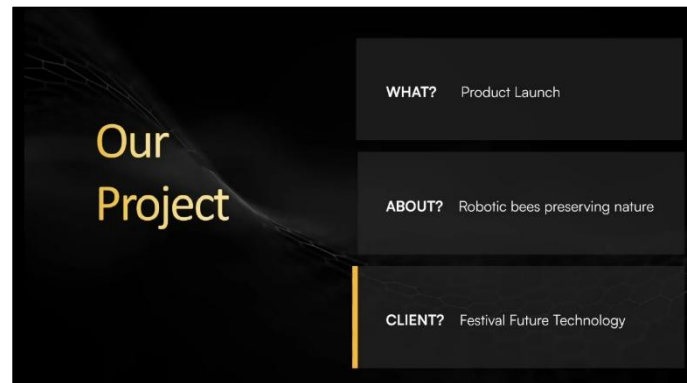 Our
Project
WHAT? Product Launch
ABOUT? Robotic bees preserving nature
CLIENT? Festival Future Technology